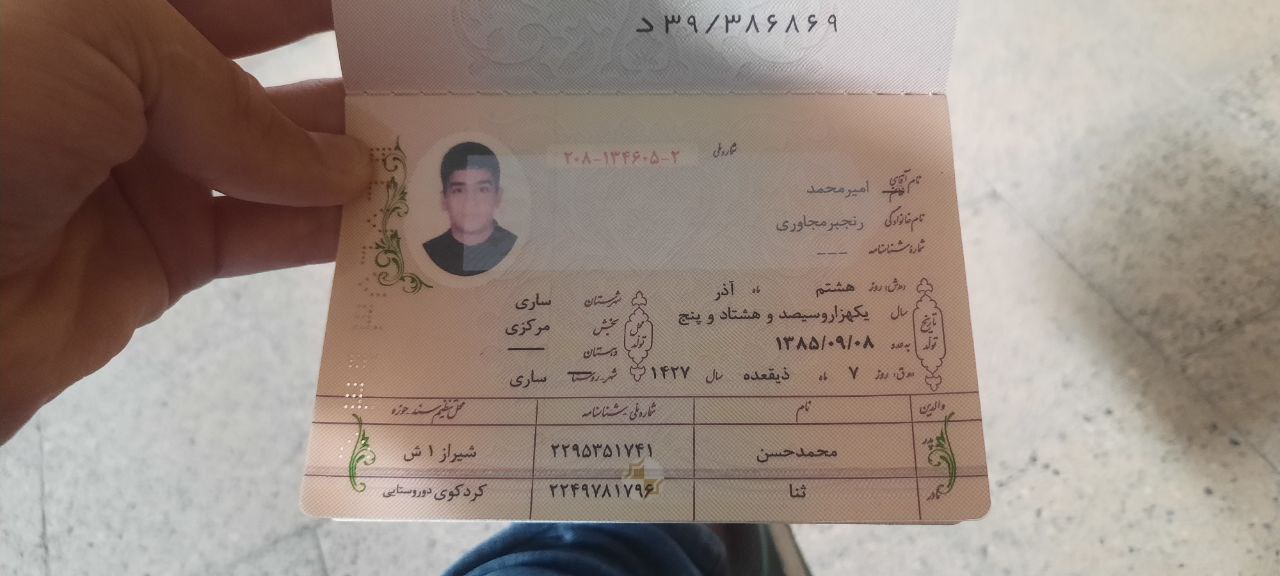 د ۳۹/۳۸۶۸۶۹
شماره ملی ۲۰۸-۱۳۴۶۰۵-۲
نام آقای امیرمحمد
نام خانوادگی رنجبرمجاوری
شماره شناسنامه ---
تاریخ تولد
روز هشتم ماه آذر
سال یکهزاروسیصد و هشتاد و پنج
به عدد ۱۳۸۵/۰۹/۰۸
روز ۷ ماه ذیقعده سال ۱۴۲۷
محل تولد
شهرستان ساری
بخش مرکزی
دهستان —
شهر-روستا ساری
والدین نام شماره ملی-شناسنامه محل تنظیم سند-حوزه
پدر محمدحسن ۲۲۹۵۳۵۱۷۴۱ شیراز ۱ ش
مادر ثنا ۲۲۴۹۷۸۱۷۹۶ کردکوی دوروستایی